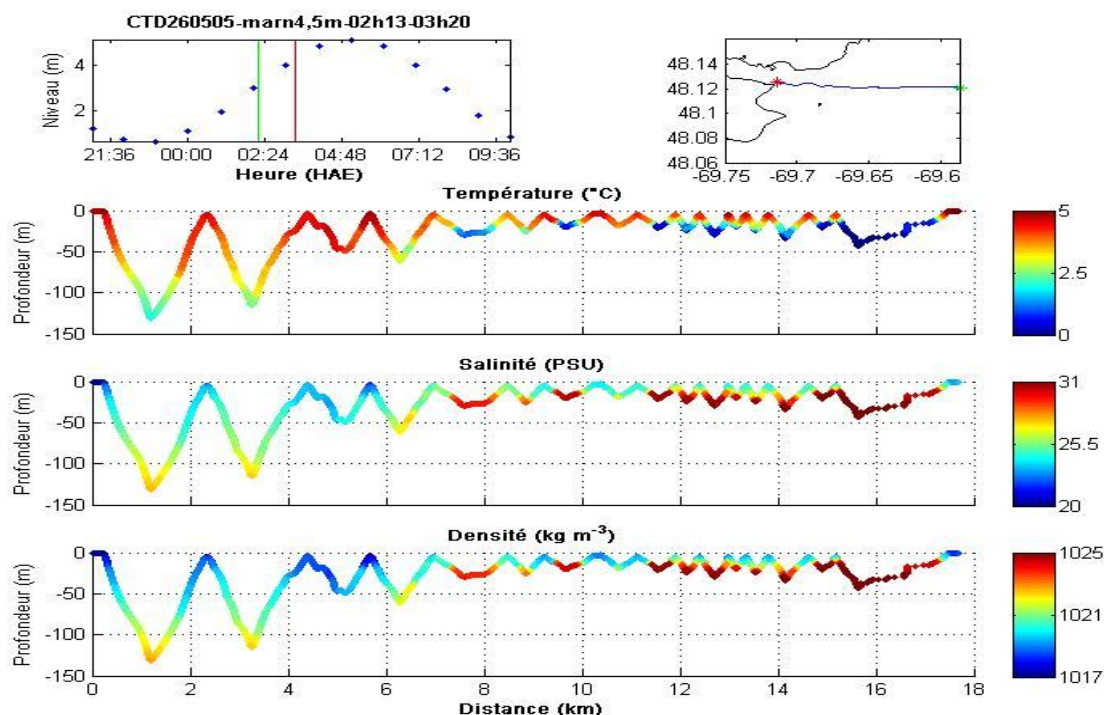 CTD260505-marn4,5m-02h13-03h20
Niveau (m)
4
2
21:36 00:00 02:24 04:48 07:12 09:36
Heure (HAE)
48.14
48.12
48.1
48.08
48.06
-69.75 -69.7 -69.65 -69.6
Température (°C)
Profondeur (m)
0
-50
-100
-150
5
2.5
0
Salinité (PSU)
Profondeur (m)
0
-50
-100
-150
31
25.5
20
Densité (kg m⁻³)
Profondeur (m)
0
-50
-100
-150
1025
1021
1017
0 2 4 6 8 10 12 14 16 18
Distance (km)